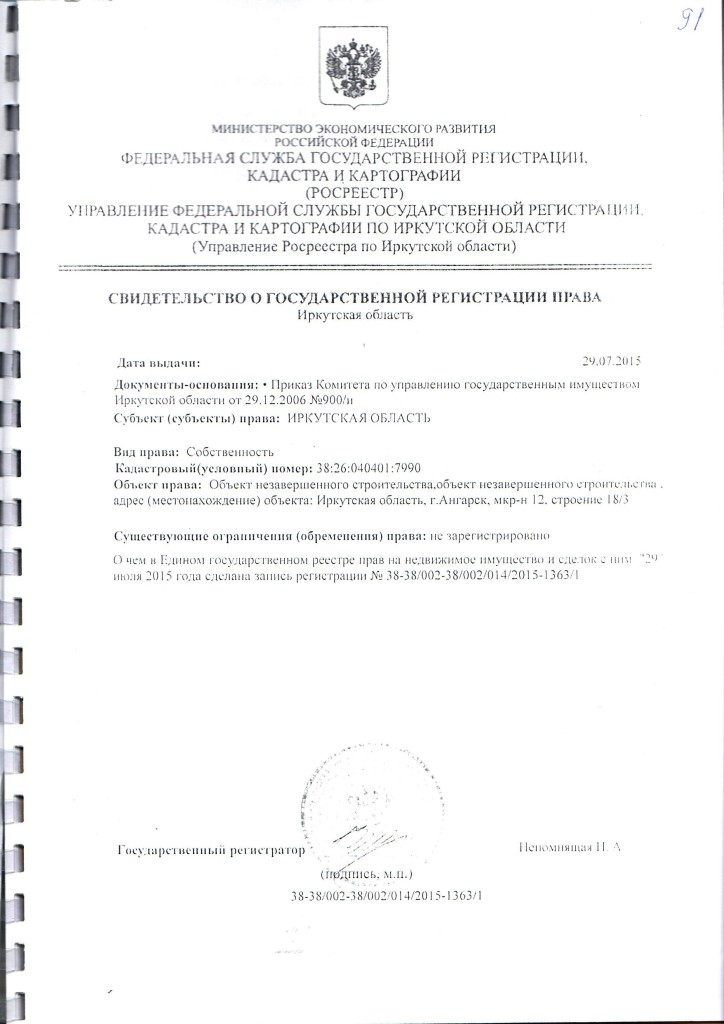 91
МИНИСТЕРСТВО ЭКОНОМИЧЕСКОГО РАЗВИТИЯ
РОССИЙСКОЙ ФЕДЕРАЦИИ
ФЕДЕРАЛЬНАЯ СЛУЖБА ГОСУДАРСТВЕННОЙ РЕГИСТРАЦИИ,
КАДАСТРА И КАРТОГРАФИИ
(РОСРЕЕСТР)
УПРАВЛЕНИЕ ФЕДЕРАЛЬНОЙ СЛУЖБЫ ГОСУДАРСТВЕННОЙ РЕГИСТРАЦИИ,
КАДАСТРА И КАРТОГРАФИИ ПО ИРКУТСКОЙ ОБЛАСТИ
(Управление Росреестра по Иркутской области)
СВИДЕТЕЛЬСТВО О ГОСУДАРСТВЕННОЙ РЕГИСТРАЦИИ ПРАВА
Иркутская область
Дата выдачи: 29.07.2015
Документы-основания: • Приказ Комитета по управлению государственным имуществом
Иркутской области от 29.12.2006 №900/и
Субъект (субъекты) права: ИРКУТСКАЯ ОБЛАСТЬ
Вид права: Собственность
Кадастровый(условный) номер: 38:26:040401:7990
Объект права: Объект незавершенного строительства,объект незавершенного строительства ,
адрес (местонахождение) объекта: Иркутская область, г.Ангарск, мкр-н 12, строение 18/3
Существующие ограничения (обременения) права: не зарегистрировано
О чем в Едином государственном реестре прав на недвижимое имущество и сделок с ним "29"
июля 2015 года сделана запись регистрации № 38-38/002-38/002/014/2015-1363/1
Государственный регистратор Непомнящая Н. А
(подпись, м.п.)
38-38/002-38/002/014/2015-1363/1